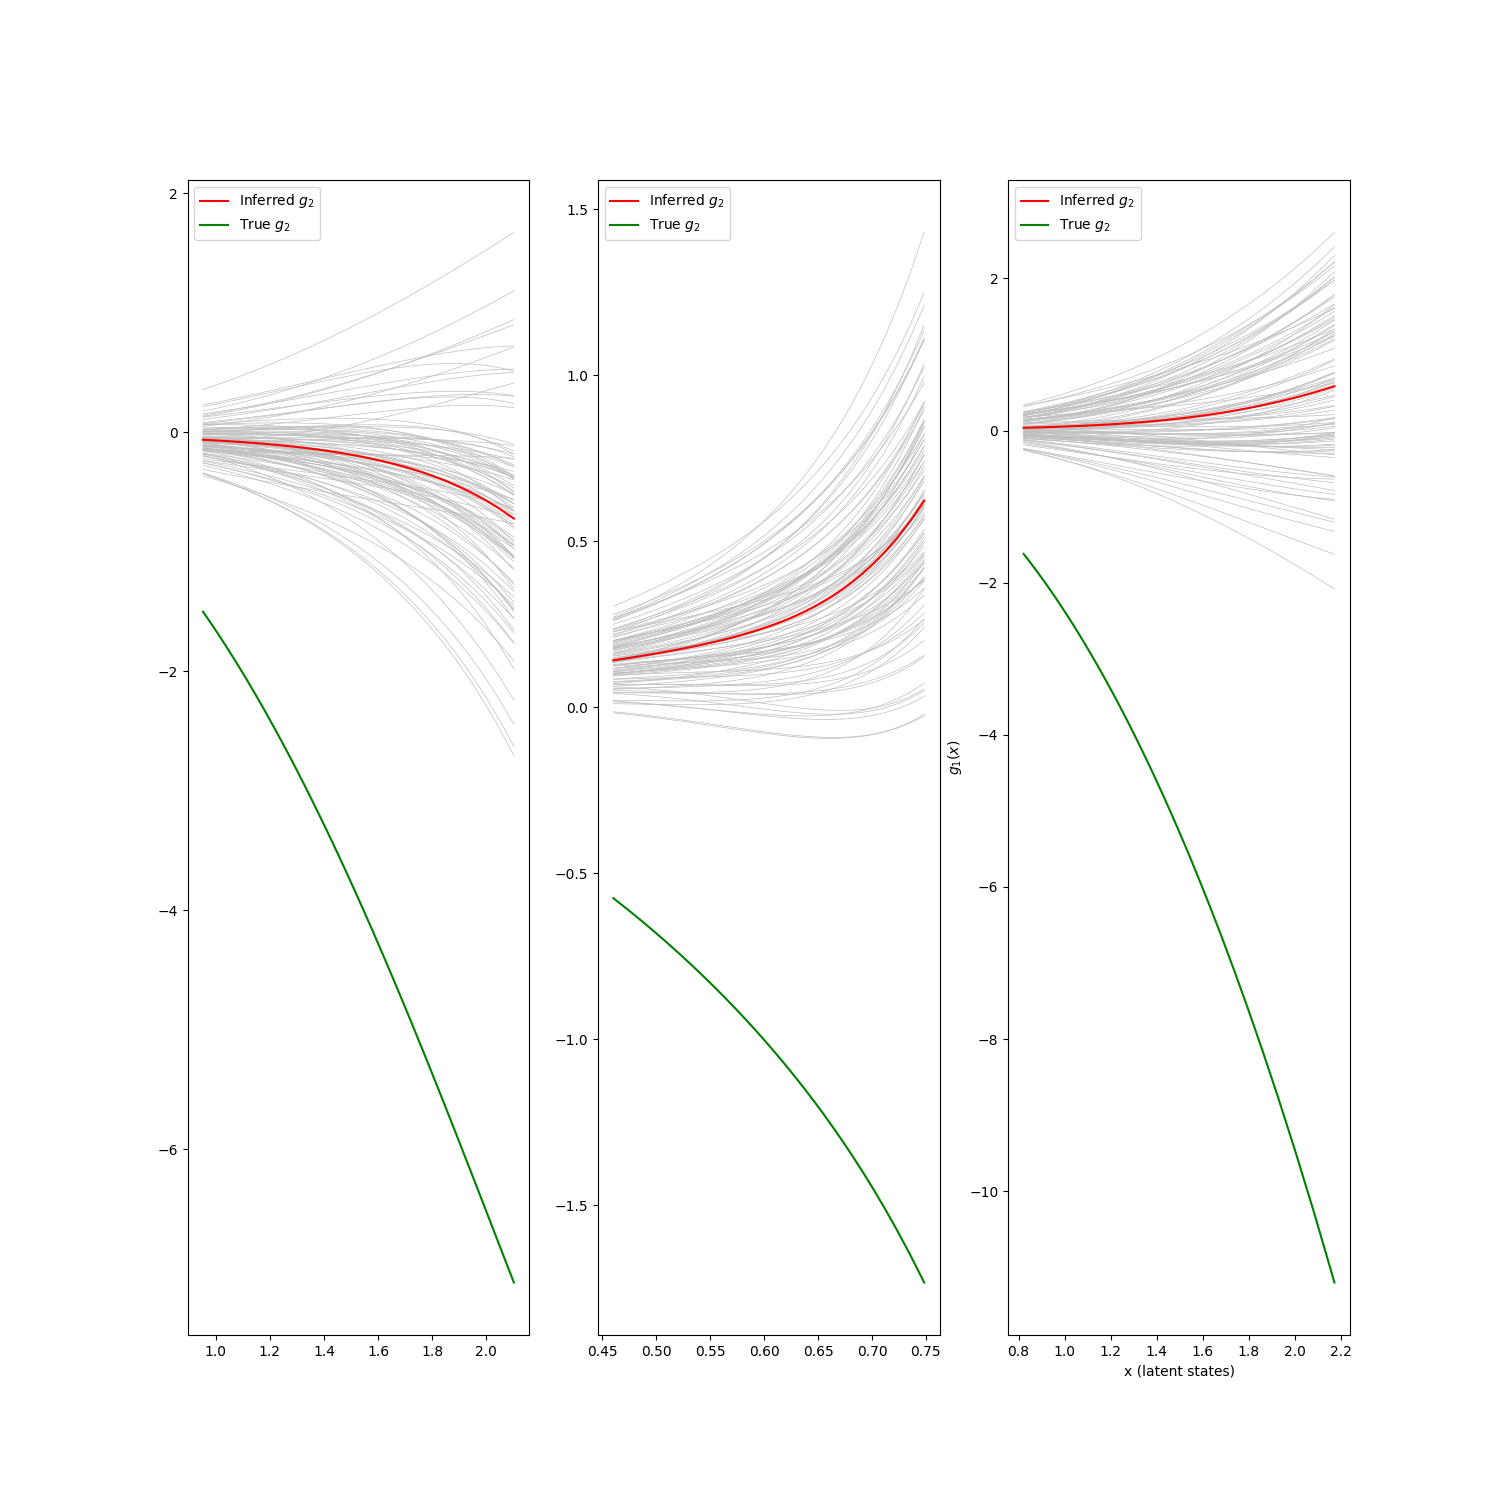 Inferred g₂
True g₂
2
0
−2
−4
−6
1.0 1.2 1.4 1.6 1.8 2.0
Inferred g₂
True g₂
1.5
1.0
0.5
0.0
−0.5
−1.0
−1.5
0.45 0.50 0.55 0.60 0.65 0.70 0.75
g₁(x)
Inferred g₂
True g₂
2
0
−2
−4
−6
−8
−10
0.8 1.0 1.2 1.4 1.6 1.8 2.0 2.2
x (latent states)